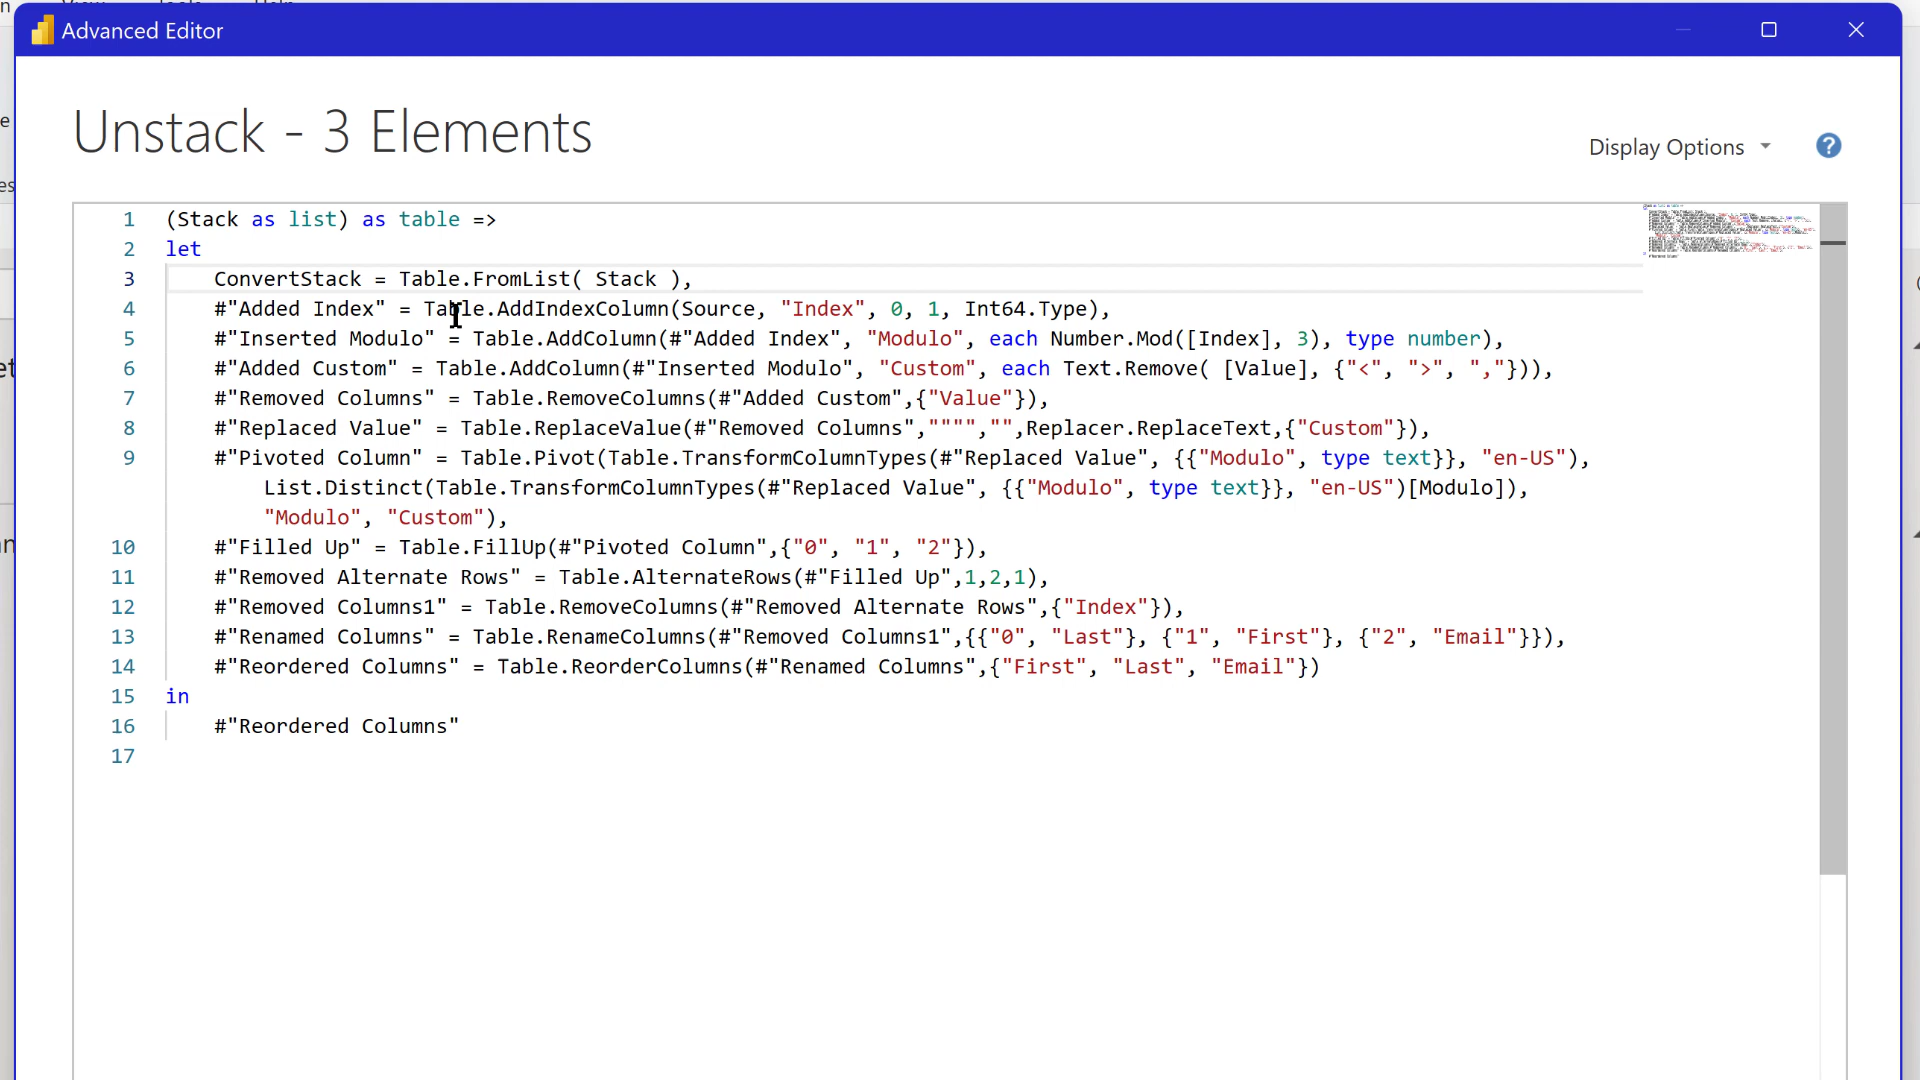 View Tools Help
Advanced Editor
Unstack - 3 Elements
Display Options
?
1 (Stack as list) as table =>
2 let
3 ConvertStack = Table.FromList( Stack ),
4 #"Added Index" = Table.AddIndexColumn(Source, "Index", 0, 1, Int64.Type),
5 #"Inserted Modulo" = Table.AddColumn(#"Added Index", "Modulo", each Number.Mod([Index], 3), type number),
6 #"Added Custom" = Table.AddColumn(#"Inserted Modulo", "Custom", each Text.Remove( [Value], {"<", ">", ","})),
7 #"Removed Columns" = Table.RemoveColumns(#"Added Custom",{"Value"}),
8 #"Replaced Value" = Table.ReplaceValue(#"Removed Columns","""","",Replacer.ReplaceText,{"Custom"}),
9 #"Pivoted Column" = Table.Pivot(Table.TransformColumnTypes(#"Replaced Value", {{"Modulo", type text}}, "en-US"),
List.Distinct(Table.TransformColumnTypes(#"Replaced Value", {{"Modulo", type text}}, "en-US")[Modulo]),
"Modulo", "Custom"),
10 #"Filled Up" = Table.FillUp(#"Pivoted Column",{"0", "1", "2"}),
11 #"Removed Alternate Rows" = Table.AlternateRows(#"Filled Up",1,2,1),
12 #"Removed Columns1" = Table.RemoveColumns(#"Removed Alternate Rows",{"Index"}),
13 #"Renamed Columns" = Table.RenameColumns(#"Removed Columns1",{{"0", "Last"}, {"1", "First"}, {"2", "Email"}}),
14 #"Reordered Columns" = Table.ReorderColumns(#"Renamed Columns",{"First", "Last", "Email"})
15 in
16 #"Reordered Columns"
17